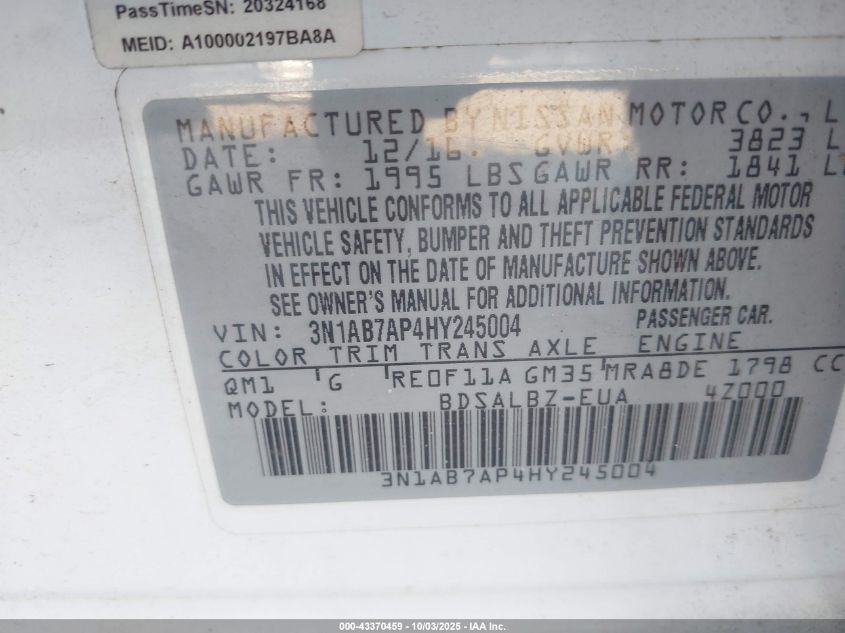 PassTimeSN: 20324168
MEID: A100002197BA8A
MANUFACTURED BY NISSAN MOTOR CO., L
DATE: 12/16. GVWR: 3823 L
GAWR FR: 1995 LBS GAWR RR: 1841 L
THIS VEHICLE CONFORMS TO ALL APPLICABLE FEDERAL MOTOR
VEHICLE SAFETY, BUMPER AND THEFT PREVENTION STANDARDS
IN EFFECT ON THE DATE OF MANUFACTURE SHOWN ABOVE.
SEE OWNER'S MANUAL FOR ADDITIONAL INFORMATION.
VIN: 3N1AB7AP4HY245004 PASSENGER CAR.
COLOR TRIM TRANS AXLE ENGINE
QM1 G RE0F11A GM35 MRA8DE 1798 CC
MODEL: BDSALBZ-EUA 4Z000
3N1AB7AP4HY245004
000-43370459 - 10/03/2025 - IAA Inc.